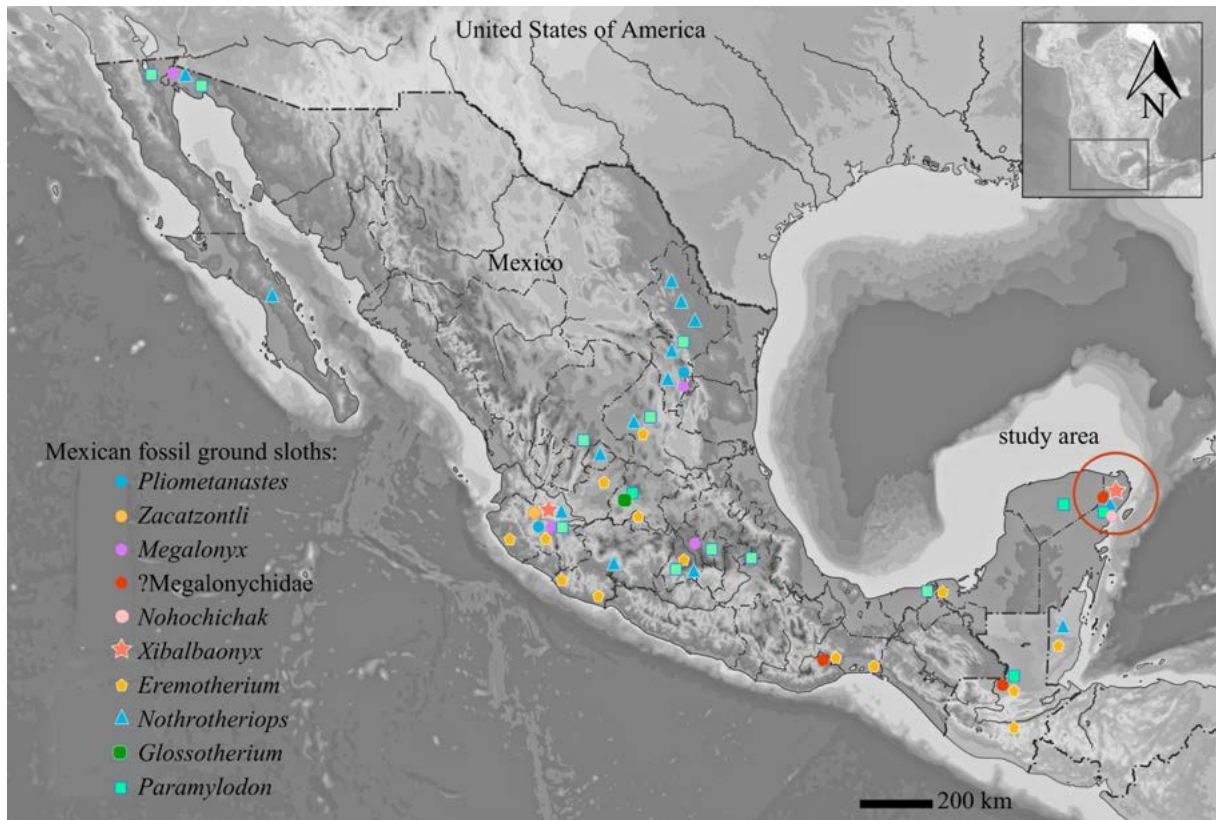 United States of America
N
Mexico
study area
Mexican fossil ground sloths:
Pliometanastes
Zacatzontli
Megalonyx
?Megalonychidae
Nohochichak
Xibalbaonyx
Eremotherium
Nothrotheriops
Glossotherium
Paramylodon
200 km